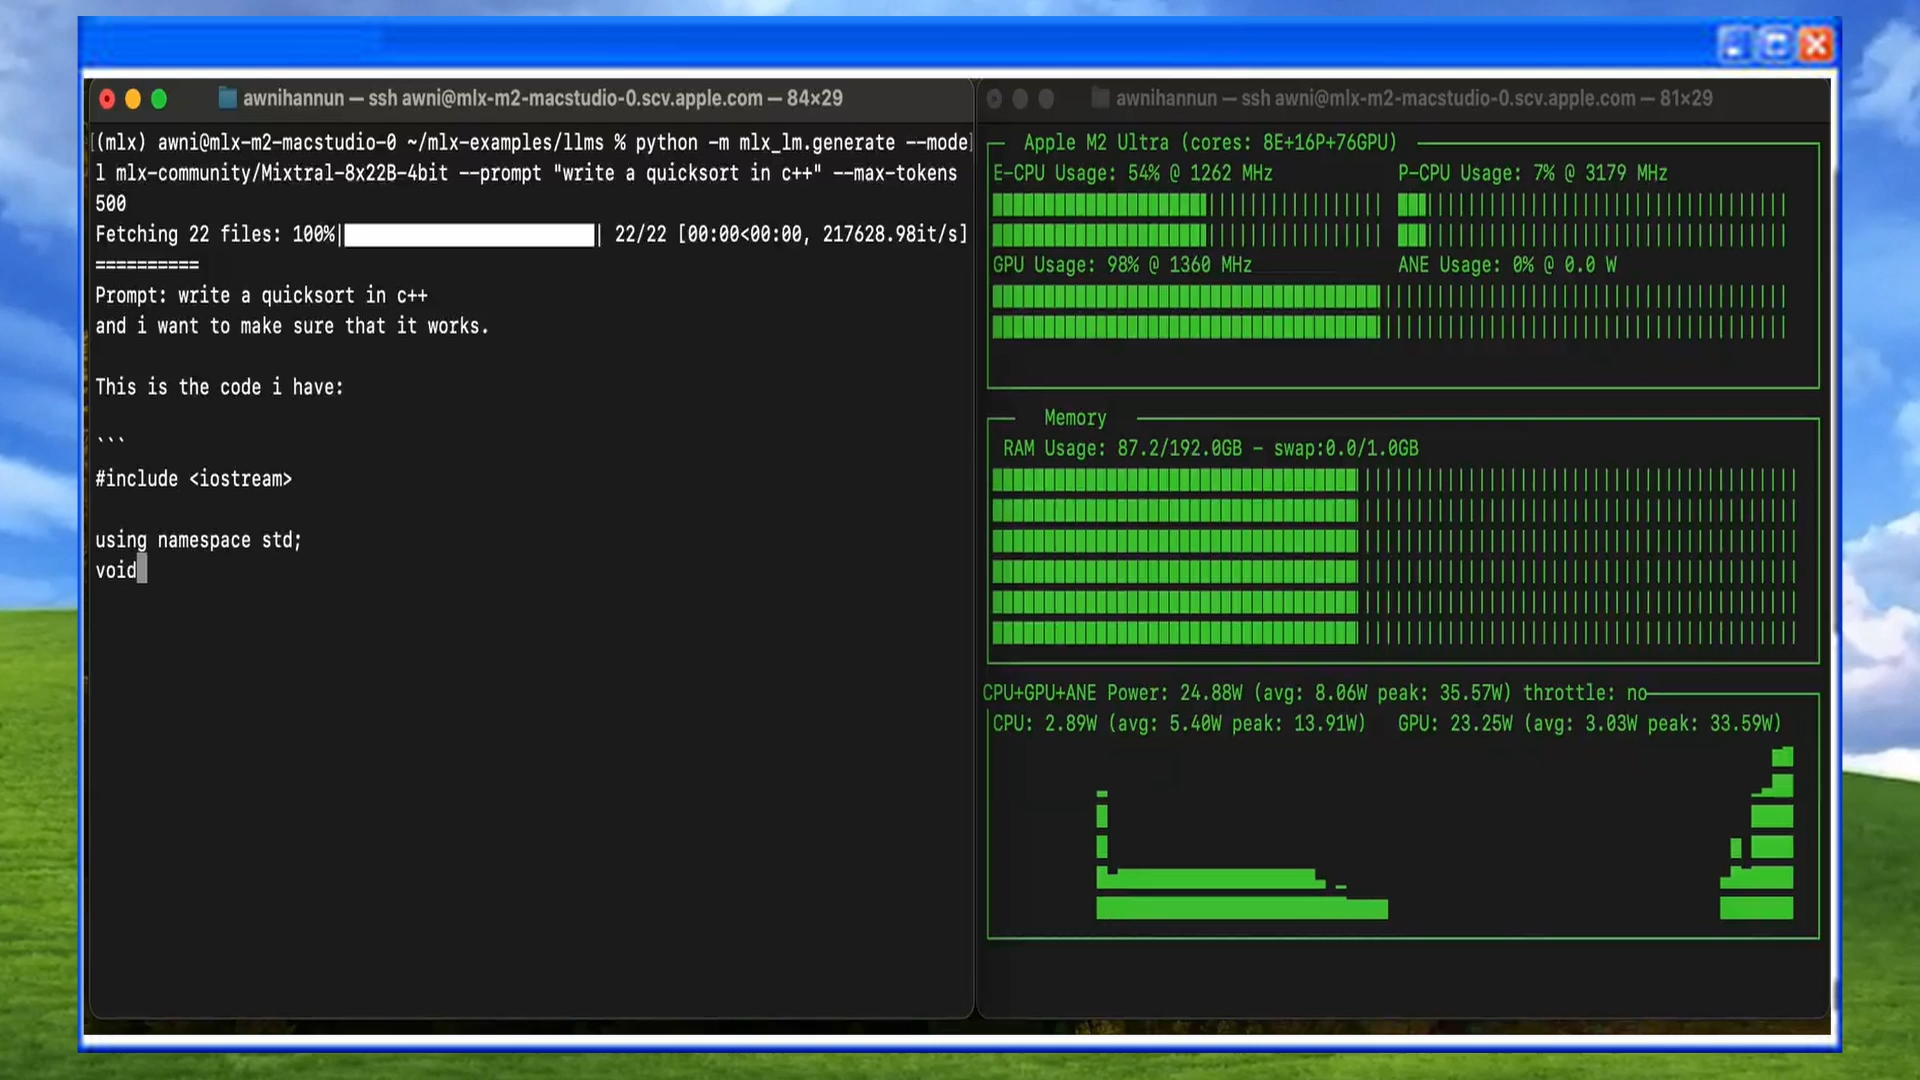 awnihannun — ssh awni@mlx-m2-macstudio-0.scv.apple.com — 84×29
[(mlx) awni@mlx-m2-macstudio-0 ~/mlx-examples/llms % python -m mlx_lm.generate --mode]
l mlx-community/Mixtral-8x22B-4bit --prompt "write a quicksort in c++" --max-tokens
500
Fetching 22 files: 100%| | 22/22 [00:00<00:00, 217628.98it/s]
==========
Prompt: write a quicksort in c++
and i want to make sure that it works.
This is the code i have:
```
#include <iostream>
using namespace std;
void
awnihannun — ssh awni@mlx-m2-macstudio-0.scv.apple.com — 81×29
Apple M2 Ultra (cores: 8E+16P+76GPU)
E-CPU Usage: 54% @ 1262 MHz P-CPU Usage: 7% @ 3179 MHz
GPU Usage: 98% @ 1360 MHz ANE Usage: 0% @ 0.0 W
Memory
RAM Usage: 87.2/192.0GB - swap:0.0/1.0GB
CPU+GPU+ANE Power: 24.88W (avg: 8.06W peak: 35.57W) throttle: no
CPU: 2.89W (avg: 5.40W peak: 13.91W) GPU: 23.25W (avg: 3.03W peak: 33.59W)